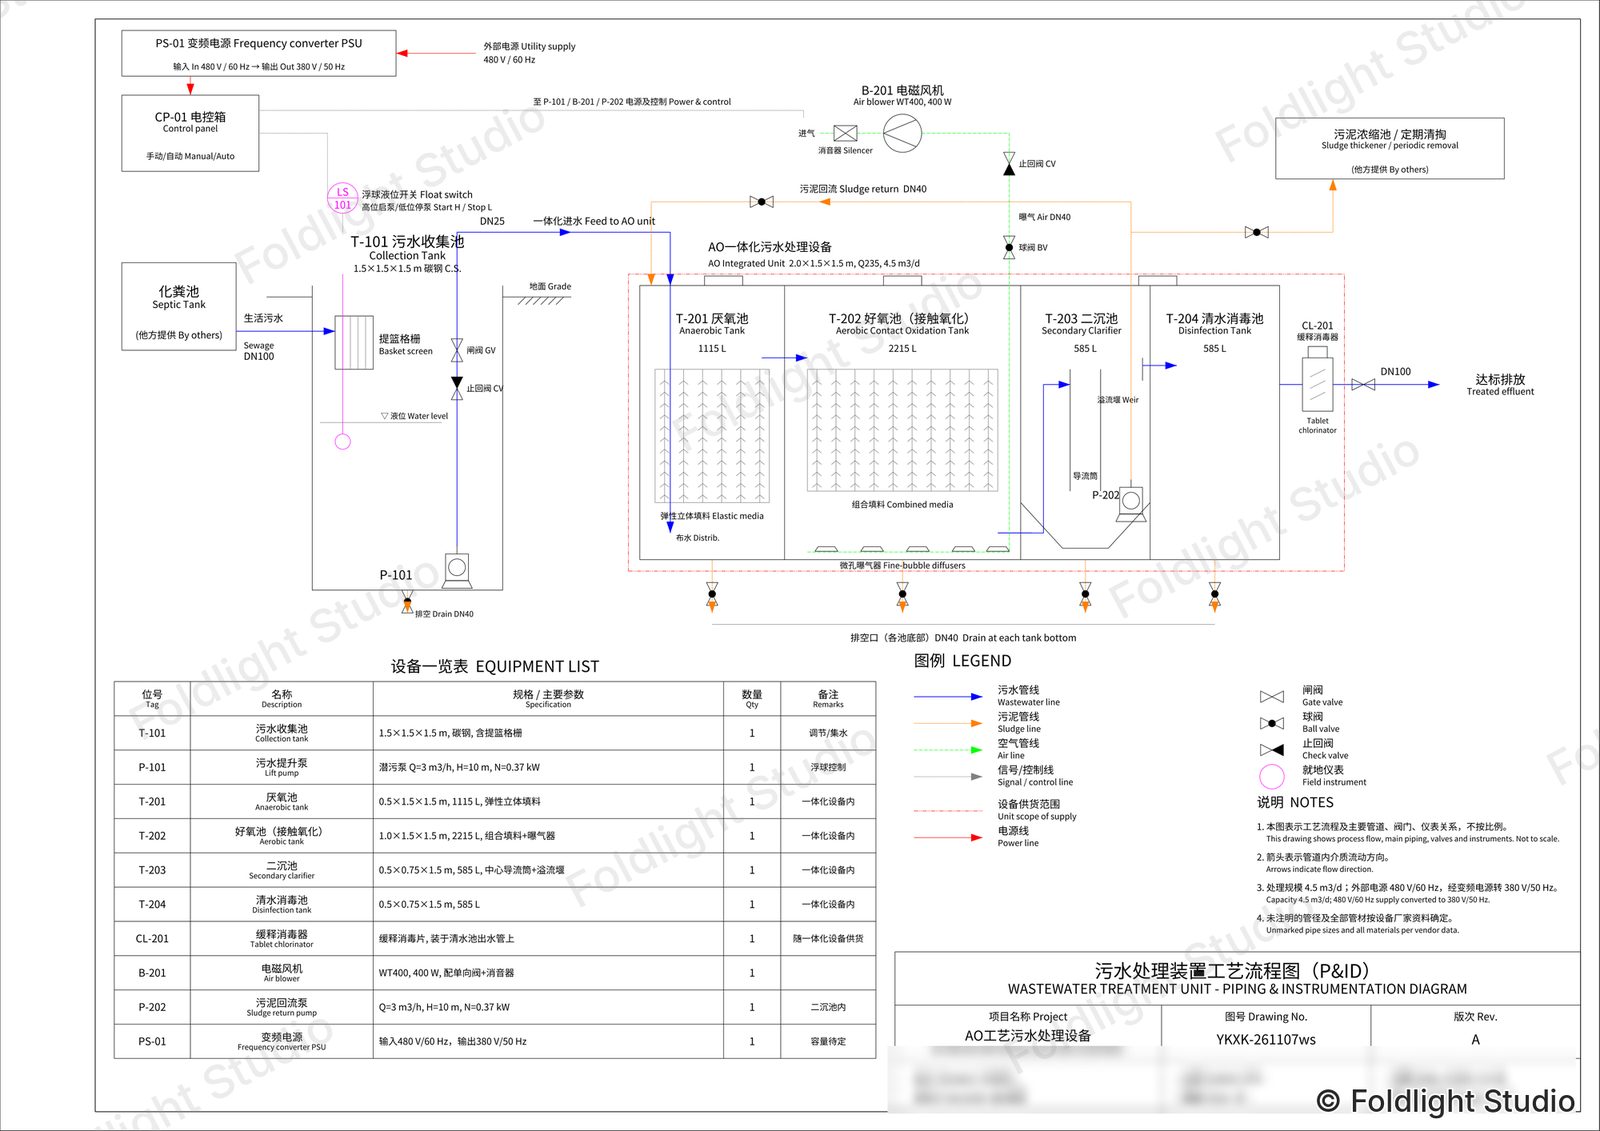 PS-01 变频电源 Frequency converter PSU
输入 In 480 V / 60 Hz → 输出 Out 380 V / 50 Hz
外部电源 Utility supply
480 V / 60 Hz
CP-01 电控箱
Control panel
手动/自动 Manual/Auto
至 P-101 / B-201 / P-202 电源及控制 Power & control
B-201 电磁风机
Air blower WT400, 400 W
进气
消音器 Silencer
止回阀 CV
污泥浓缩池 / 定期清掏
Sludge thickener / periodic removal
(他方提供 By others)
LS
101
浮球液位开关 Float switch
高位启泵/低位停泵 Start H / Stop L
污泥回流 Sludge return DN40
曝气 Air DN40
DN25
一体化进水 Feed to AO unit
球阀 BV
T-101 污水收集池
Collection Tank
1.5×1.5×1.5 m 碳钢 C.S.
AO一体化污水处理设备
AO Integrated Unit 2.0×1.5×1.5 m, Q235, 4.5 m3/d
地面 Grade
化粪池
Septic Tank
(他方提供 By others)
生活污水
Sewage
DN100
提篮格栅
Basket screen
闸阀 GV
止回阀 CV
▽ 液位 Water level
T-201 厌氧池
Anaerobic Tank
1115 L
T-202 好氧池（接触氧化）
Aerobic Contact Oxidation Tank
2215 L
T-203 二沉池
Secondary Clarifier
585 L
T-204 清水消毒池
Disinfection Tank
585 L
CL-201
缓释消毒器
Tablet
chlorinator
DN100
达标排放
Treated effluent
溢流堰 Weir
导流筒
P-202
弹性立体填料 Elastic media
布水 Distrib.
组合填料 Combined media
微孔曝气器 Fine-bubble diffusers
P-101
排空 Drain DN40
排空口（各池底部）DN40 Drain at each tank bottom
设备一览表 EQUIPMENT LIST
位号 名称 规格 / 主要参数 数量 备注
Tag Description Specification Qty Remarks
T-101 污水收集池 Collection tank 1.5×1.5×1.5 m, 碳钢, 含提篮格栅 1 调节/集水
P-101 污水提升泵 Lift pump 潜污泵 Q=3 m3/h, H=10 m, N=0.37 kW 1 浮球控制
T-201 厌氧池 Anaerobic tank 0.5×1.5×1.5 m, 1115 L, 弹性立体填料 1 一体化设备内
T-202 好氧池（接触氧化） Aerobic tank 1.0×1.5×1.5 m, 2215 L, 组合填料+曝气器 1 一体化设备内
T-203 二沉池 Secondary clarifier 0.5×0.75×1.5 m, 585 L, 中心导流筒+溢流堰 1 一体化设备内
T-204 清水消毒池 Disinfection tank 0.5×0.75×1.5 m, 585 L 1 一体化设备内
CL-201 缓释消毒器 Tablet chlorinator 缓释消毒片, 装于清水池出水管上 1 随一体化设备供货
B-201 电磁风机 Air blower WT400, 400 W, 配单向阀+消音器 1
P-202 污泥回流泵 Sludge return pump Q=3 m3/h, H=10 m, N=0.37 kW 1 二沉池内
PS-01 变频电源 Frequency converter PSU 输入480 V/60 Hz，输出380 V/50 Hz 1 容量待定
图例 LEGEND
污水管线
Wastewater line
污泥管线
Sludge line
空气管线
Air line
信号/控制线
Signal / control line
设备供货范围
Unit scope of supply
电源线
Power line
闸阀
Gate valve
球阀
Ball valve
止回阀
Check valve
就地仪表
Field instrument
说明 NOTES
1. 本图表示工艺流程及主要管道、阀门、仪表关系，不按比例。
This drawing shows process flow, main piping, valves and instruments. Not to scale.
2. 箭头表示管道内介质流动方向。
Arrows indicate flow direction.
3. 处理规模 4.5 m3/d；外部电源 480 V/60 Hz，经变频电源转 380 V/50 Hz。
Capacity 4.5 m3/d; 480 V/60 Hz supply converted to 380 V/50 Hz.
4. 未注明的管径及全部管材按设备厂家资料确定。
Unmarked pipe sizes and all materials per vendor data.
污水处理装置工艺流程图（P&ID）
WASTEWATER TREATMENT UNIT - PIPING & INSTRUMENTATION DIAGRAM
项目名称 Project 图号 Drawing No. 版次 Rev.
AO工艺污水处理设备 YKXK-261107ws A
© Foldlight Studio